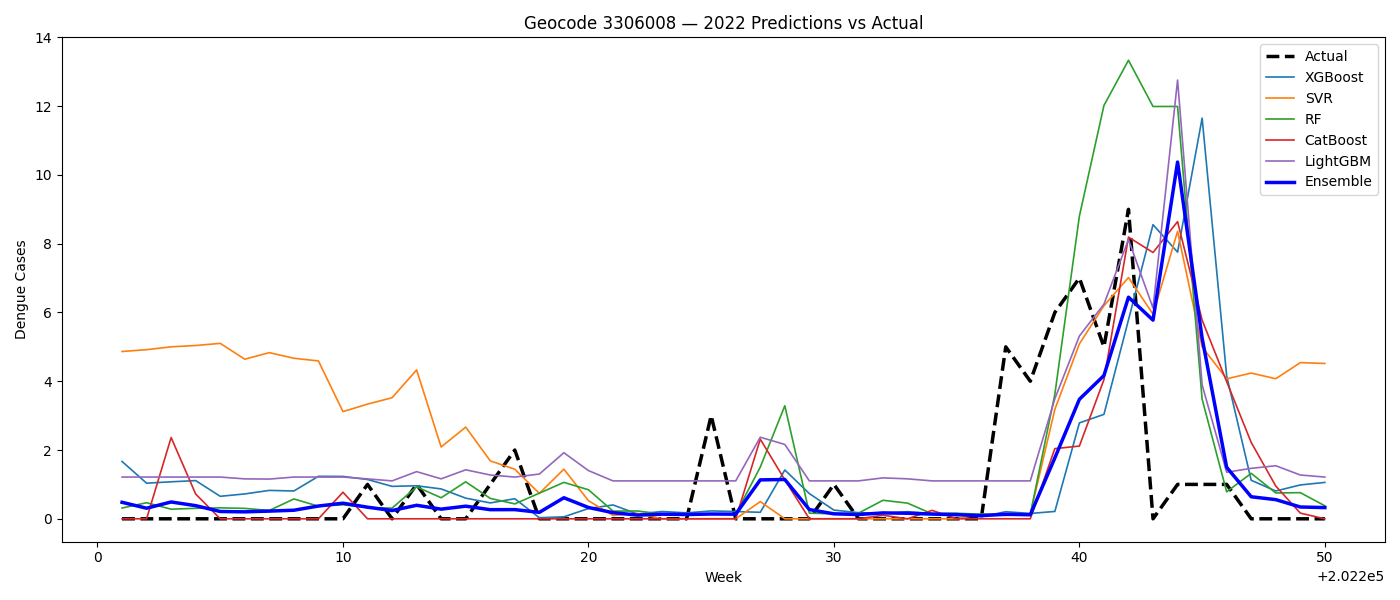 Geocode 3306008 — 2022 Predictions vs Actual
Dengue Cases
14
12
10
8
6
4
2
0
Actual
XGBoost
SVR
RF
CatBoost
LightGBM
Ensemble
0 10 20 30 40 50
Week
+2.022e5